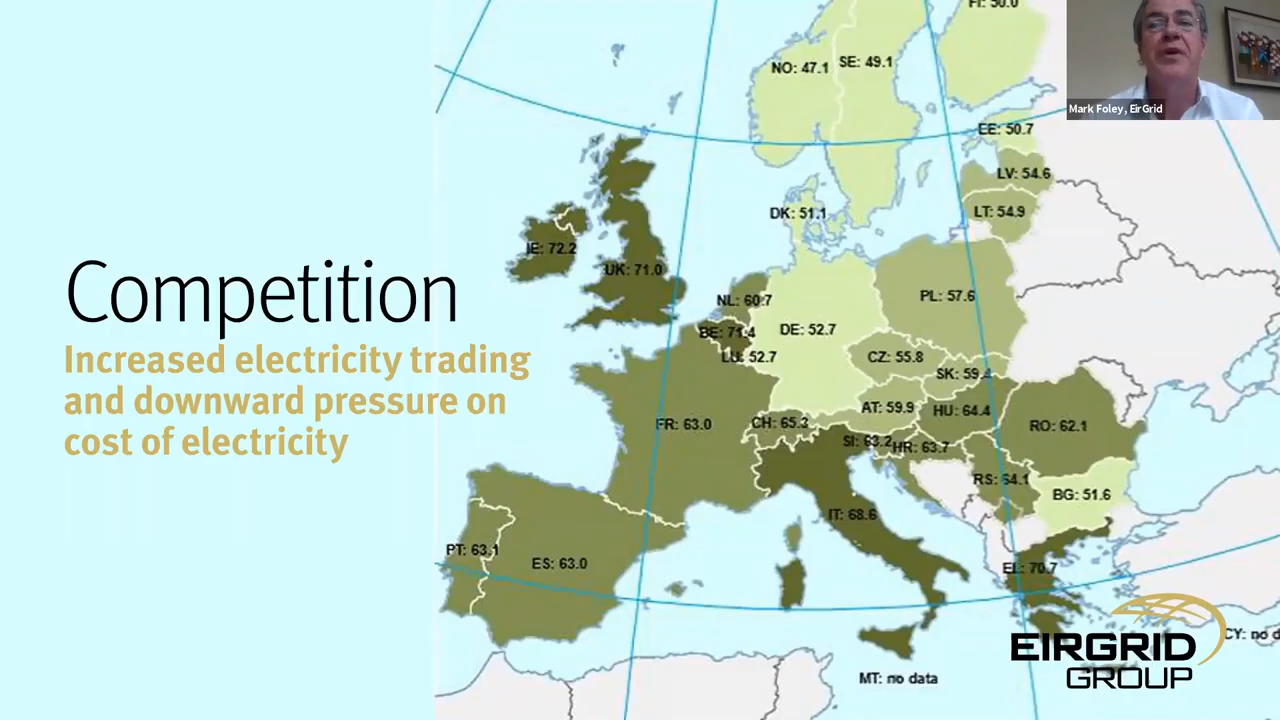 FI: 50.0
NO: 47.1
SE: 49.1
Mark Foley, EirGrid
EE: 50.7
LV: 54.6
DK: 51.1
LT: 54.9
IE: 72.2
UK: 71.0
Competition
Increased electricity trading
and downward pressure on
cost of electricity
NL: 60.7
PL: 57.6
BE: 71.4
DE: 52.7
LU: 52.7
CZ: 55.8
SK: 59.4
AT: 59.9
HU: 64.4
FR: 63.0
CH: 65.3
RO: 62.1
SI: 63.2
HR: 63.7
RS: 64.1
BG: 51.6
IT: 68.6
PT: 63.1
ES: 63.0
EL: 70.7
CY: no d
MT: no data
EIRGRID
GROUP